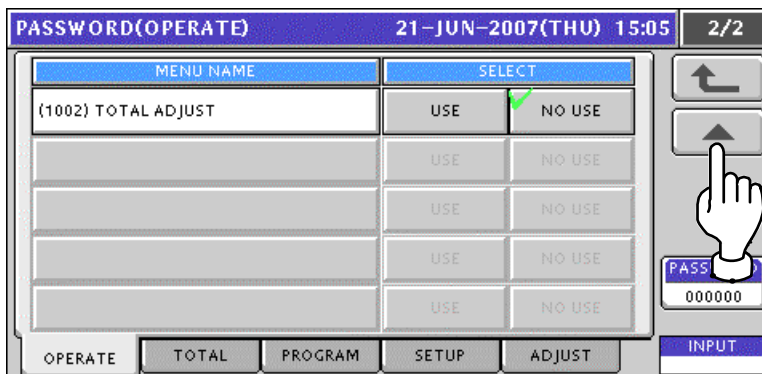 PASSWORD(OPERATE) 21-JUN-2007(THU) 15:05 2/2
MENU NAME SELECT
(1002) TOTAL ADJUST USE NO USE
USE NO USE
USE NO USE
USE NO USE
USE NO USE
000000
INPUT
OPERATE TOTAL PROGRAM SETUP ADJUST